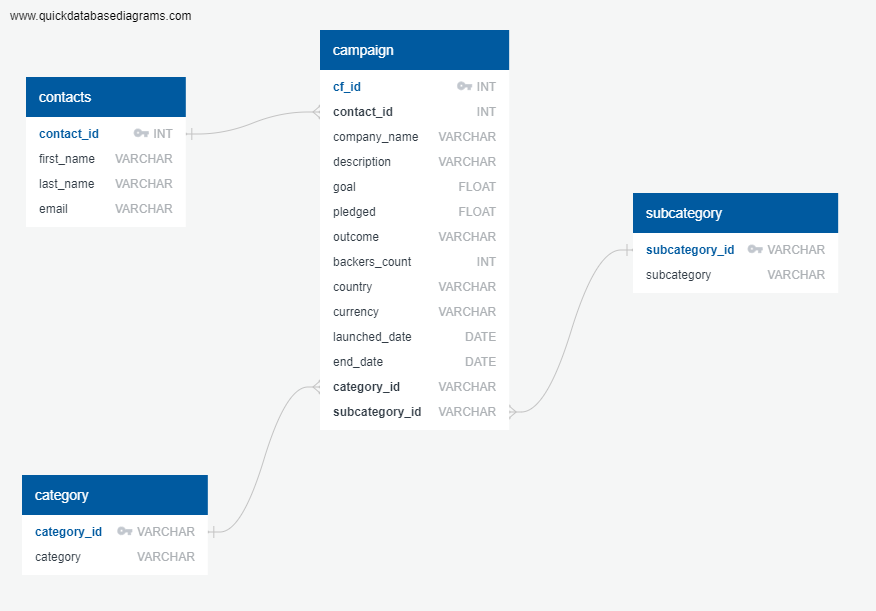 www.quickdatabasediagrams.com
contacts
contact_id INT
first_name VARCHAR
last_name VARCHAR
email VARCHAR
campaign
cf_id INT
contact_id INT
company_name VARCHAR
description VARCHAR
goal FLOAT
pledged FLOAT
outcome VARCHAR
backers_count INT
country VARCHAR
currency VARCHAR
launched_date DATE
end_date DATE
category_id VARCHAR
subcategory_id VARCHAR
subcategory
subcategory_id VARCHAR
subcategory VARCHAR
category
category_id VARCHAR
category VARCHAR